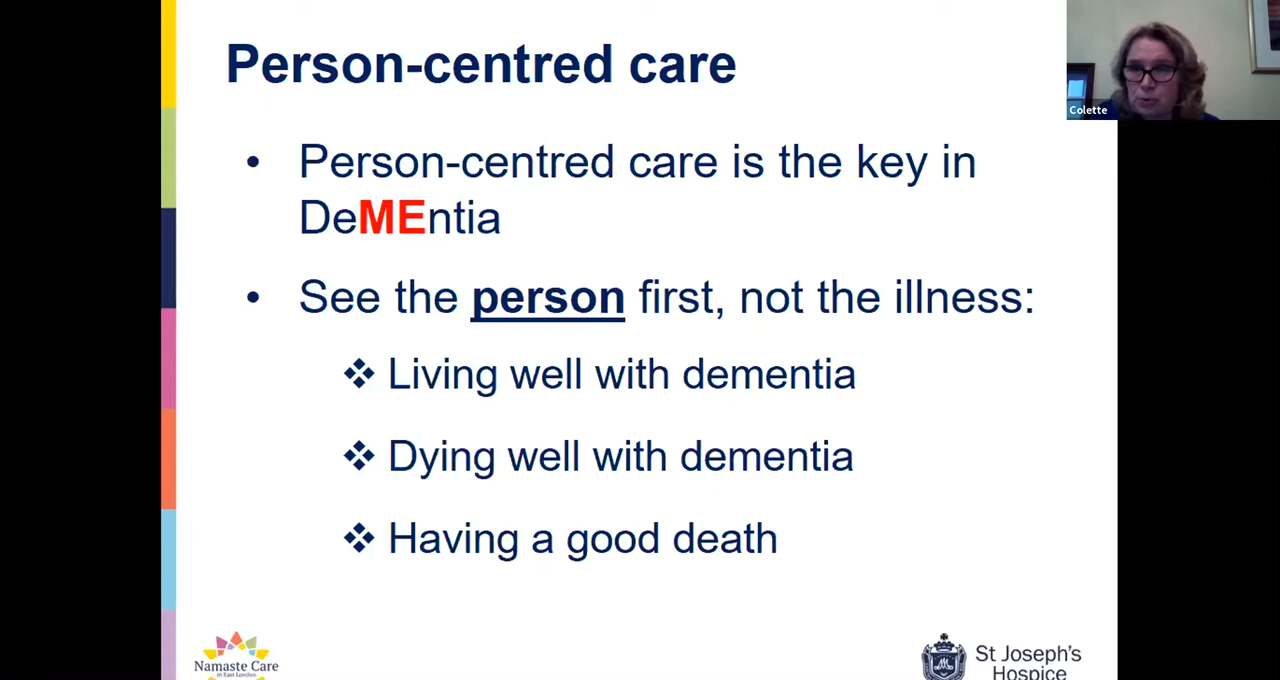 Person-centred care
Colette
• Person-centred care is the key in
DeMEntia
• See the person first, not the illness:
❖ Living well with dementia
❖ Dying well with dementia
❖ Having a good death
Namaste Care
in East London
St Joseph's
Hospice